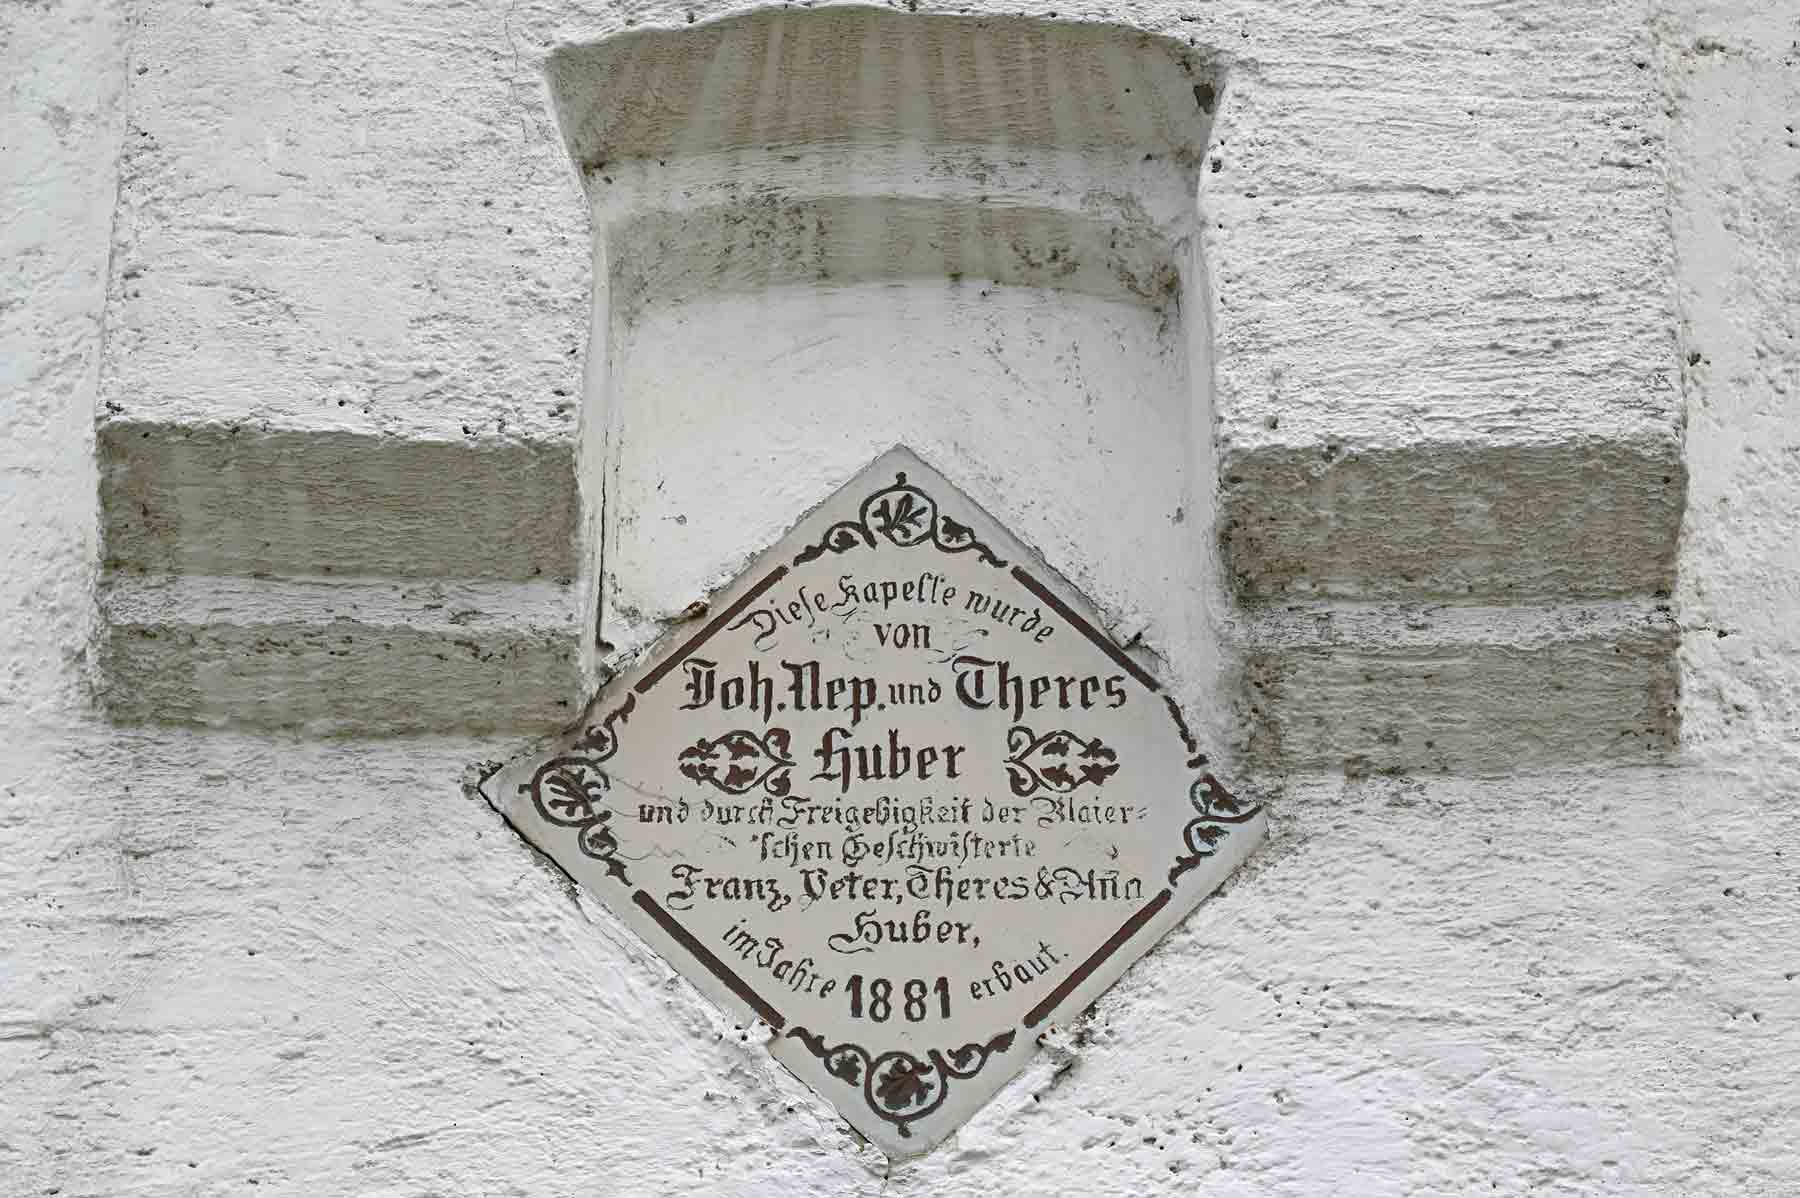 Diese Kapelle wurde
von
Joh. Nep. und Theres
Huber
und durch Freigebigkeit der Blaier=
'schen Geschwisterte
Franz, Peter, Theres & Ann̄a
Huber,
im Jahre 1881 erbaut.